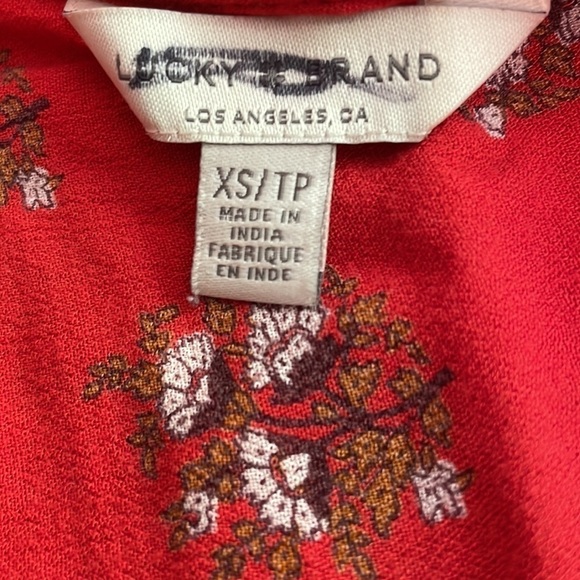 LUCKY BRAND
LOS ANGELES, CA
XS/TP
MADE IN
INDIA
FABRIQUE
EN INDE